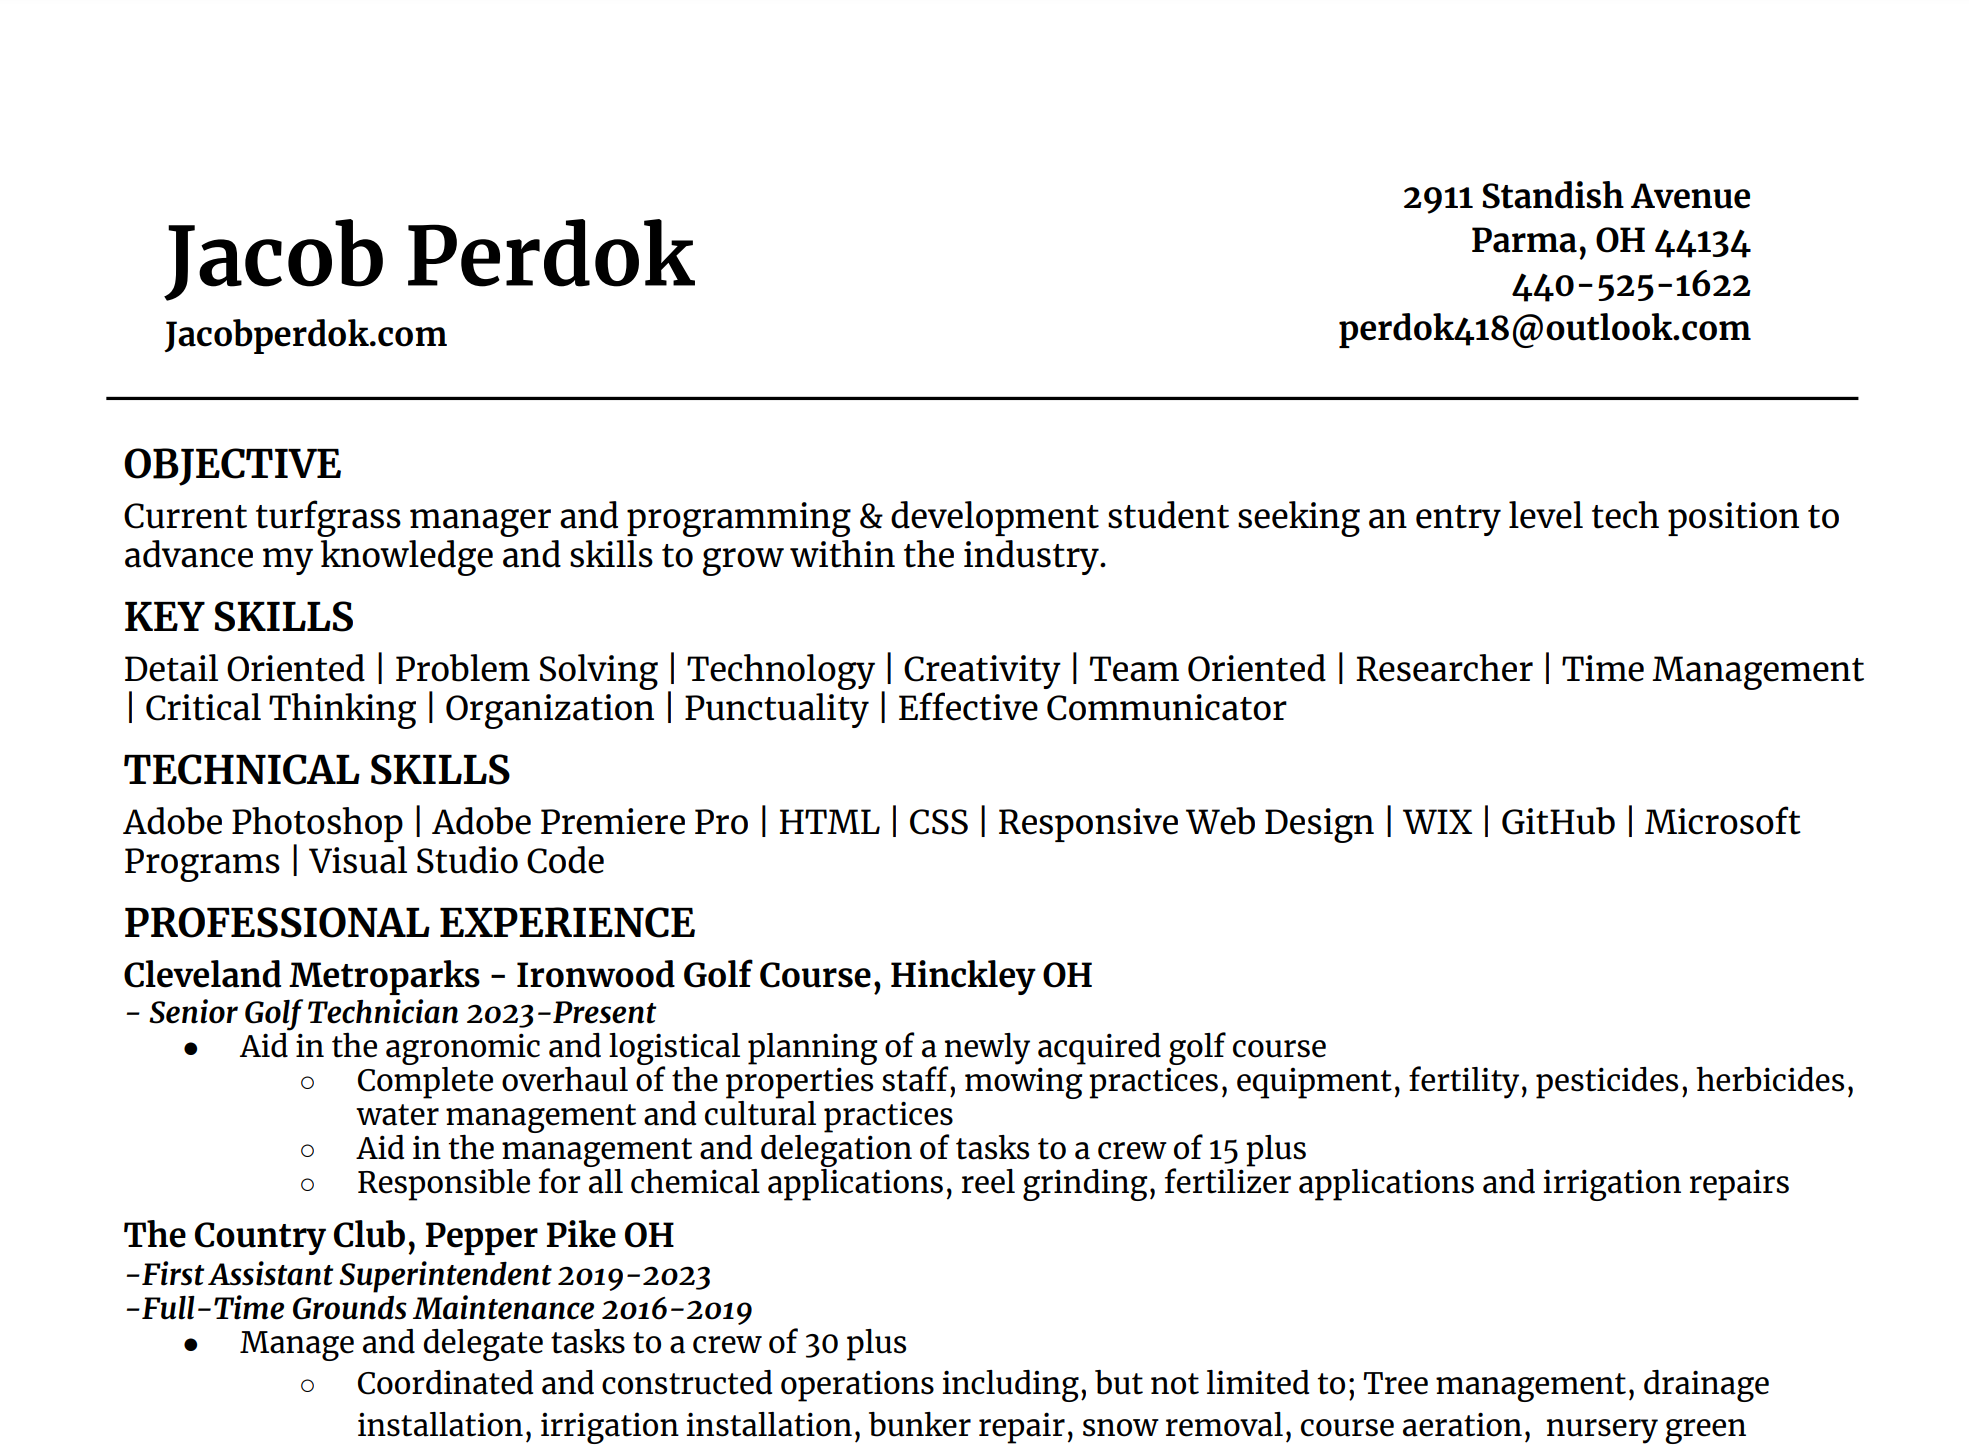 Jacob Perdok
Jacobperdok.com
2911 Standish Avenue
Parma, OH 44134
440-525-1622
perdok418@outlook.com
OBJECTIVE
Current turfgrass manager and programming & development student seeking an entry level tech position to
advance my knowledge and skills to grow within the industry.
KEY SKILLS
Detail Oriented | Problem Solving | Technology | Creativity | Team Oriented | Researcher | Time Management
| Critical Thinking | Organization | Punctuality | Effective Communicator
TECHNICAL SKILLS
Adobe Photoshop | Adobe Premiere Pro | HTML | CSS | Responsive Web Design | WIX | GitHub | Microsoft
Programs | Visual Studio Code
PROFESSIONAL EXPERIENCE
Cleveland Metroparks - Ironwood Golf Course, Hinckley OH
- Senior Golf Technician 2023-Present
● Aid in the agronomic and logistical planning of a newly acquired golf course
○ Complete overhaul of the properties staff, mowing practices, equipment, fertility, pesticides, herbicides,
water management and cultural practices
○ Aid in the management and delegation of tasks to a crew of 15 plus
○ Responsible for all chemical applications, reel grinding, fertilizer applications and irrigation repairs
The Country Club, Pepper Pike OH
-First Assistant Superintendent 2019-2023
-Full-Time Grounds Maintenance 2016-2019
● Manage and delegate tasks to a crew of 30 plus
○ Coordinated and constructed operations including, but not limited to; Tree management, drainage
installation, irrigation installation, bunker repair, snow removal, course aeration,  nursery green